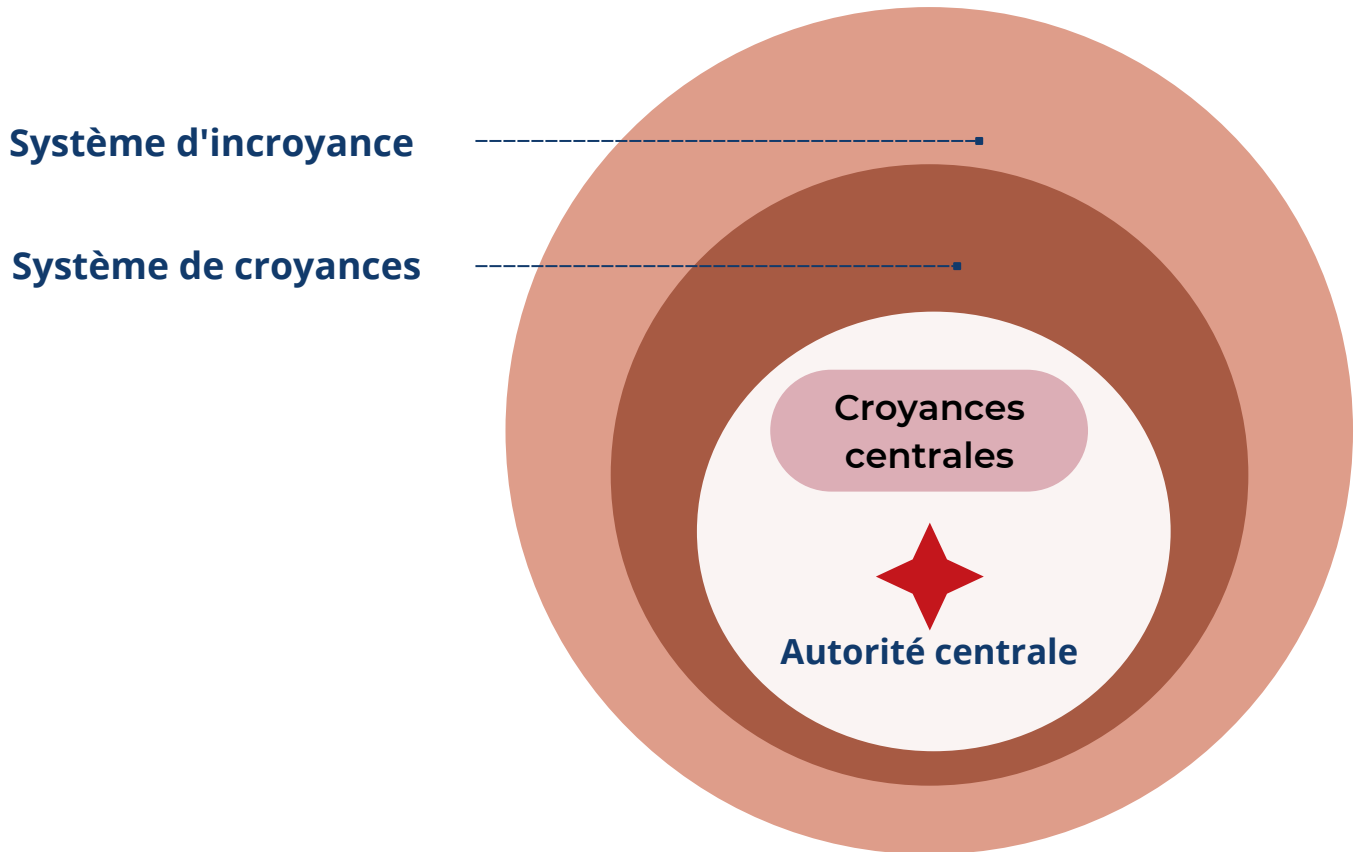 Système d'incroyance
Système de croyances
Croyances
centrales
Autorité centrale